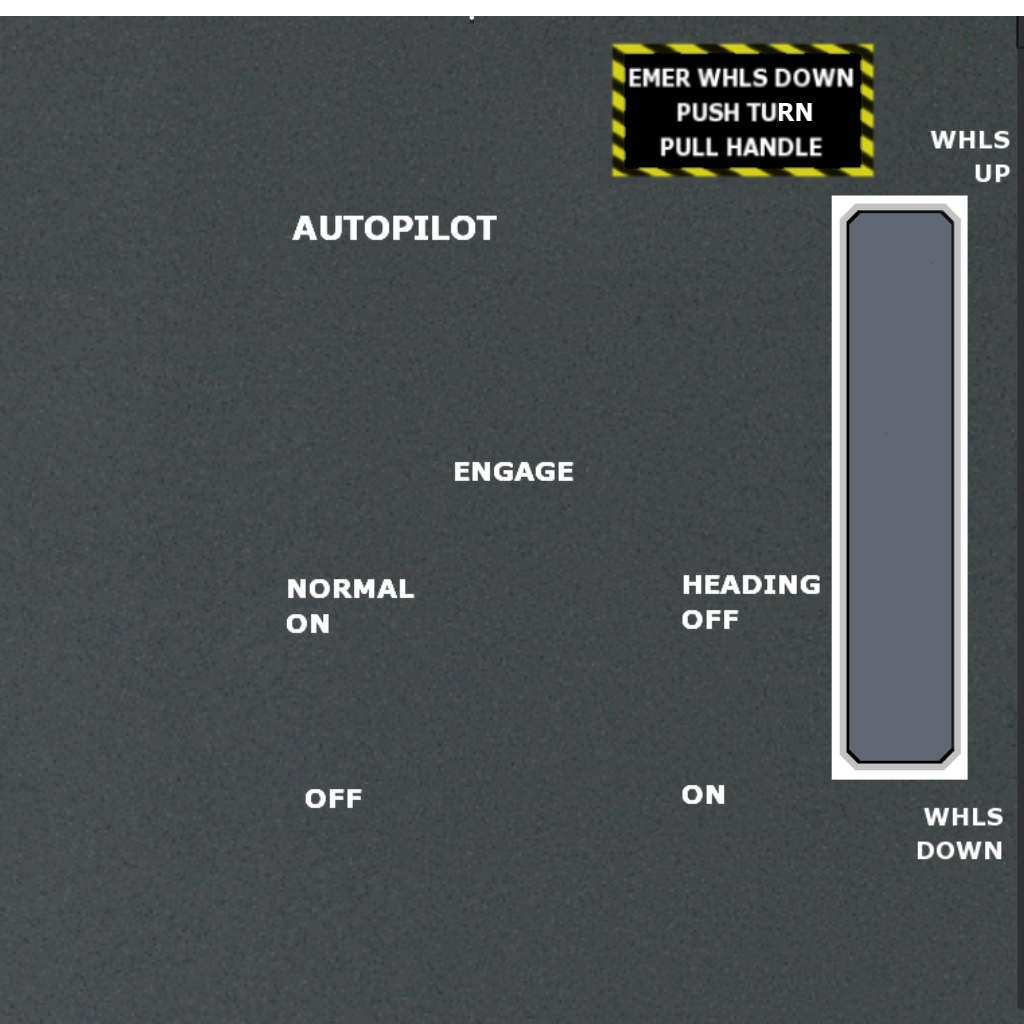 EMER WHLS DOWN
PUSH TURN
PULL HANDLE
WHLS
UP
AUTOPILOT
ENGAGE
NORMAL
ON
HEADING
OFF
OFF
ON
WHLS
DOWN